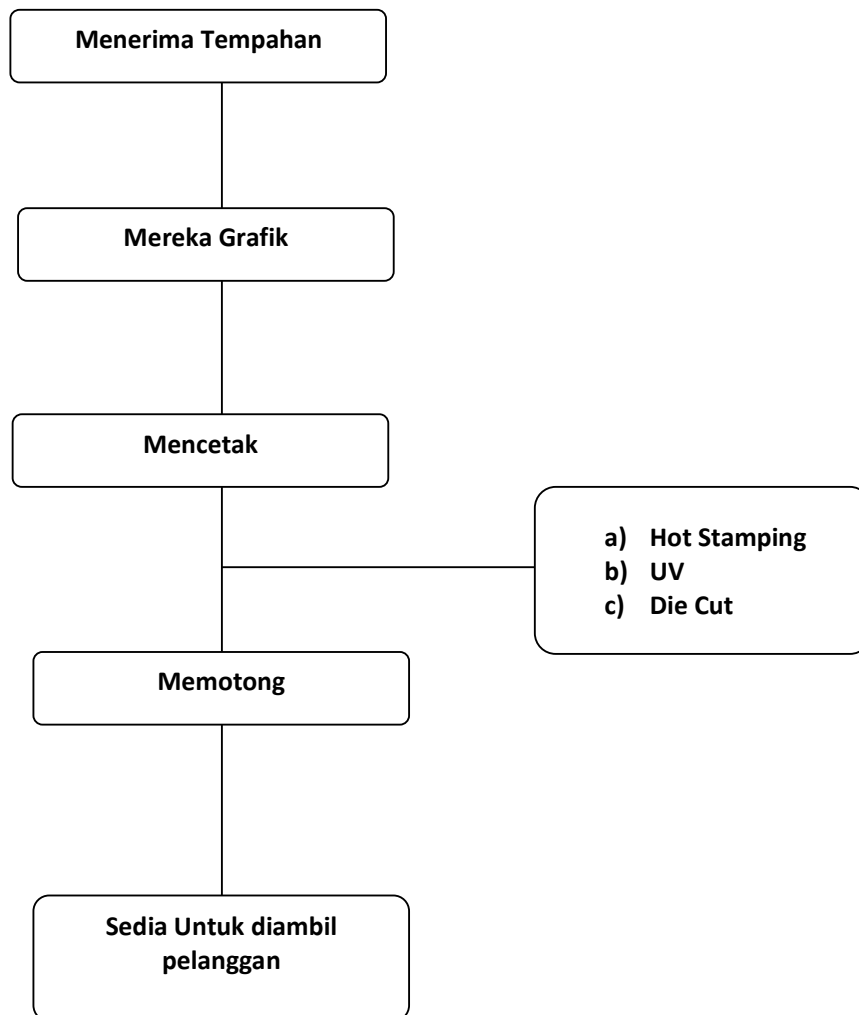 Menerima Tempahan
Mereka Grafik
Mencetak
a) Hot Stamping
b) UV
c) Die Cut
Memotong
Sedia Untuk diambil
pelanggan